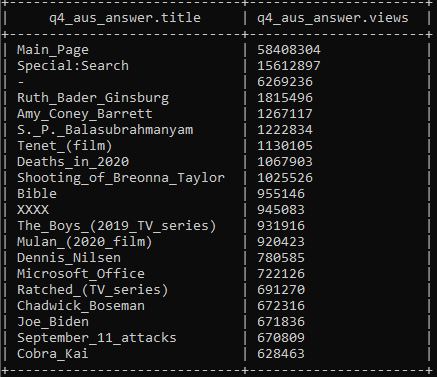 q4_aus_answer.title | q4_aus_answer.views
Main_Page | 58408304
Special:Search | 15612897
- | 6269236
Ruth_Bader_Ginsburg | 1815496
Amy_Coney_Barrett | 1267117
S._P._Balasubrahmanyam | 1222834
Tenet_(film) | 1130105
Deaths_in_2020 | 1067903
Shooting_of_Breonna_Taylor | 1025526
Bible | 955146
XXXX | 945083
The_Boys_(2019_TV_series) | 931916
Mulan_(2020_film) | 920423
Dennis_Nilsen | 780585
Microsoft_Office | 722126
Ratched_(TV_series) | 691270
Chadwick_Boseman | 672316
Joe_Biden | 671836
September_11_attacks | 670809
Cobra_Kai | 628463